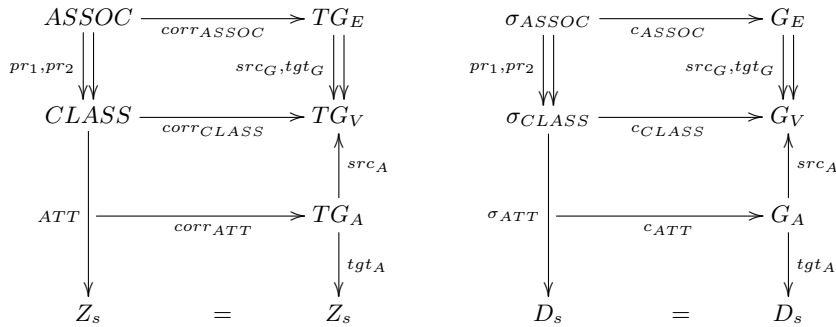 ASSOC corr_ASSOC TG_E σ_ASSOC c_ASSOC G_E
pr_1,pr_2 src_G,tgt_G pr_1,pr_2 src_G,tgt_G
CLASS corr_CLASS TG_V σ_CLASS c_CLASS G_V
src_A src_A
ATT corr_ATT TG_A σ_ATT c_ATT G_A
tgt_A tgt_A
Z_s = Z_s D_s = D_s